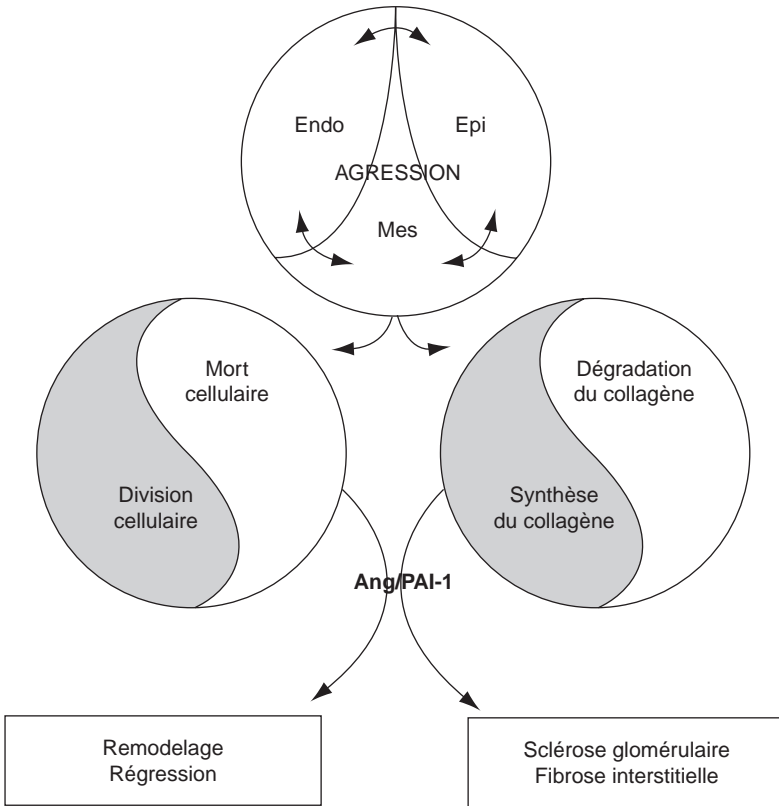 Endo
Epi
AGRESSION
Mes
Mort
cellulaire
Division
cellulaire
Dégradation
du collagène
Synthèse
du collagène
Ang/PAI-1
Remodelage
Régression
Sclérose glomérulaire
Fibrose interstitielle